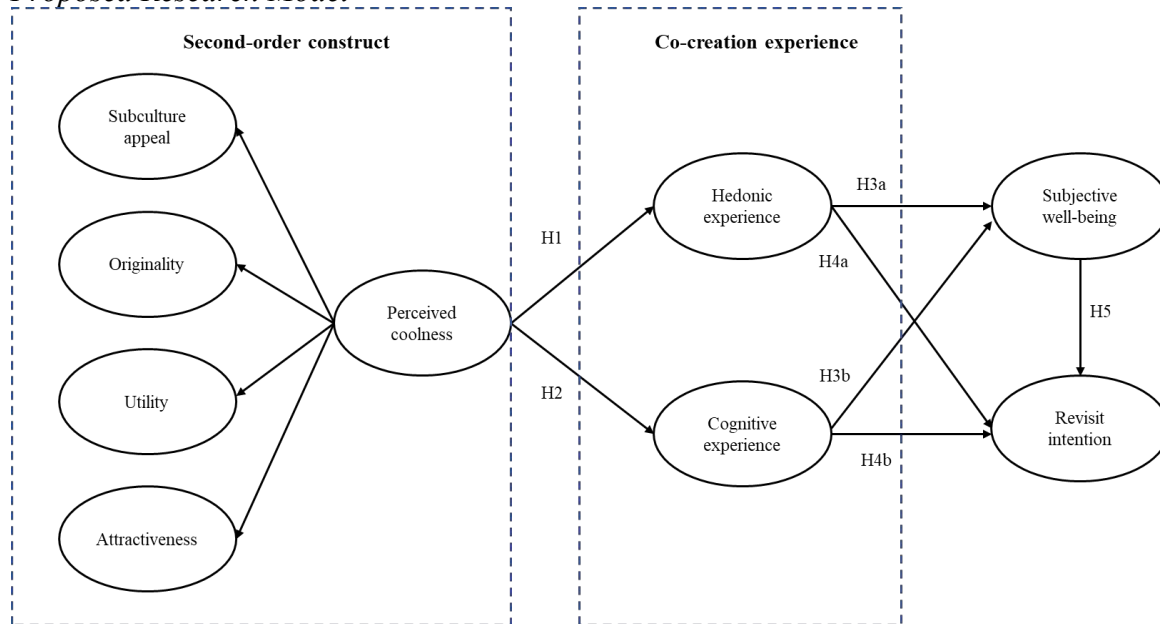 Proposed Research Model
Second-order construct
Co-creation experience
Subculture
appeal
Originality
Utility
Attractiveness
Perceived
coolness
H1
H2
Hedonic
experience
Cognitive
experience
H3a
H4a
H3b
H4b
Subjective
well-being
H5
Revisit
intention